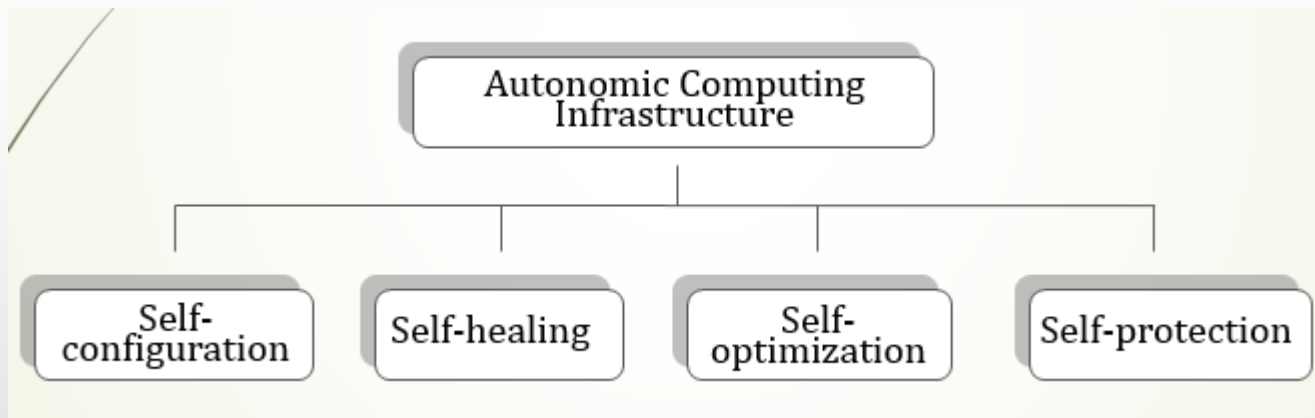 Autonomic Computing
Infrastructure
Self-
configuration
Self-healing
Self-
optimization
Self-protection